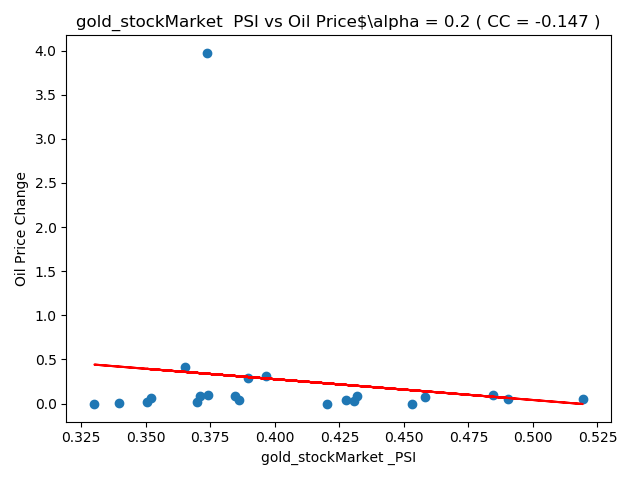 gold_stockMarket  PSI vs Oil Price$\alpha = 0.2 ( CC = -0.147 )
4.0
3.5
3.0
2.5
2.0
1.5
1.0
0.5
0.0
Oil Price Change
0.325 0.350 0.375 0.400 0.425 0.450 0.475 0.500 0.525
gold_stockMarket _PSI